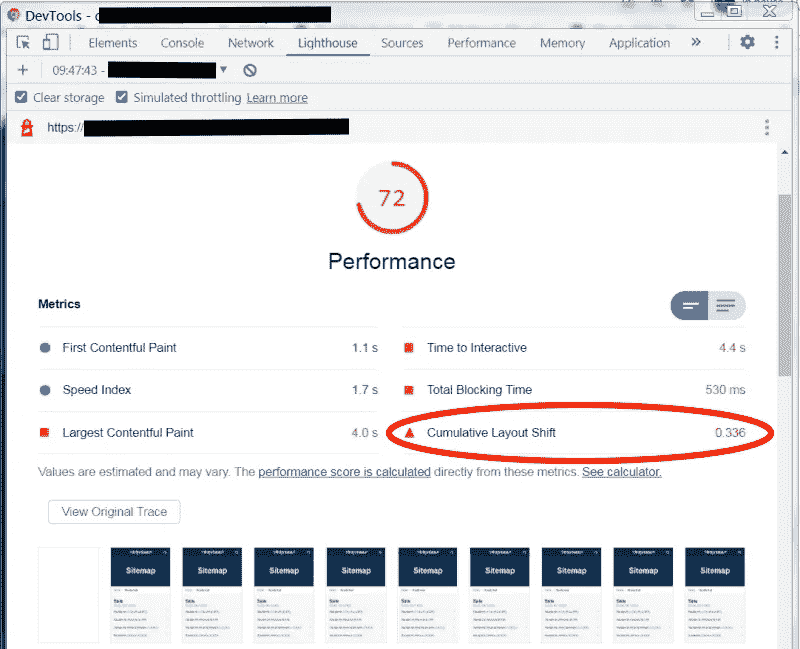 DevTools -
Elements Console Network Lighthouse Sources Performance Memory Application »
+ 09:47:43 -
Clear storage Simulated throttling Learn more
https://
72
Performance
Metrics
First Contentful Paint 1.1 s
Time to Interactive 4.4 s
Speed Index 1.7 s
Total Blocking Time 530 ms
Largest Contentful Paint 4.0 s
Cumulative Layout Shift 0.336
Values are estimated and may vary. The performance score is calculated directly from these metrics. See calculator.
View Original Trace
Sitemap Sitemap Sitemap Sitemap Sitemap Sitemap Sitemap Sitemap Sitemap